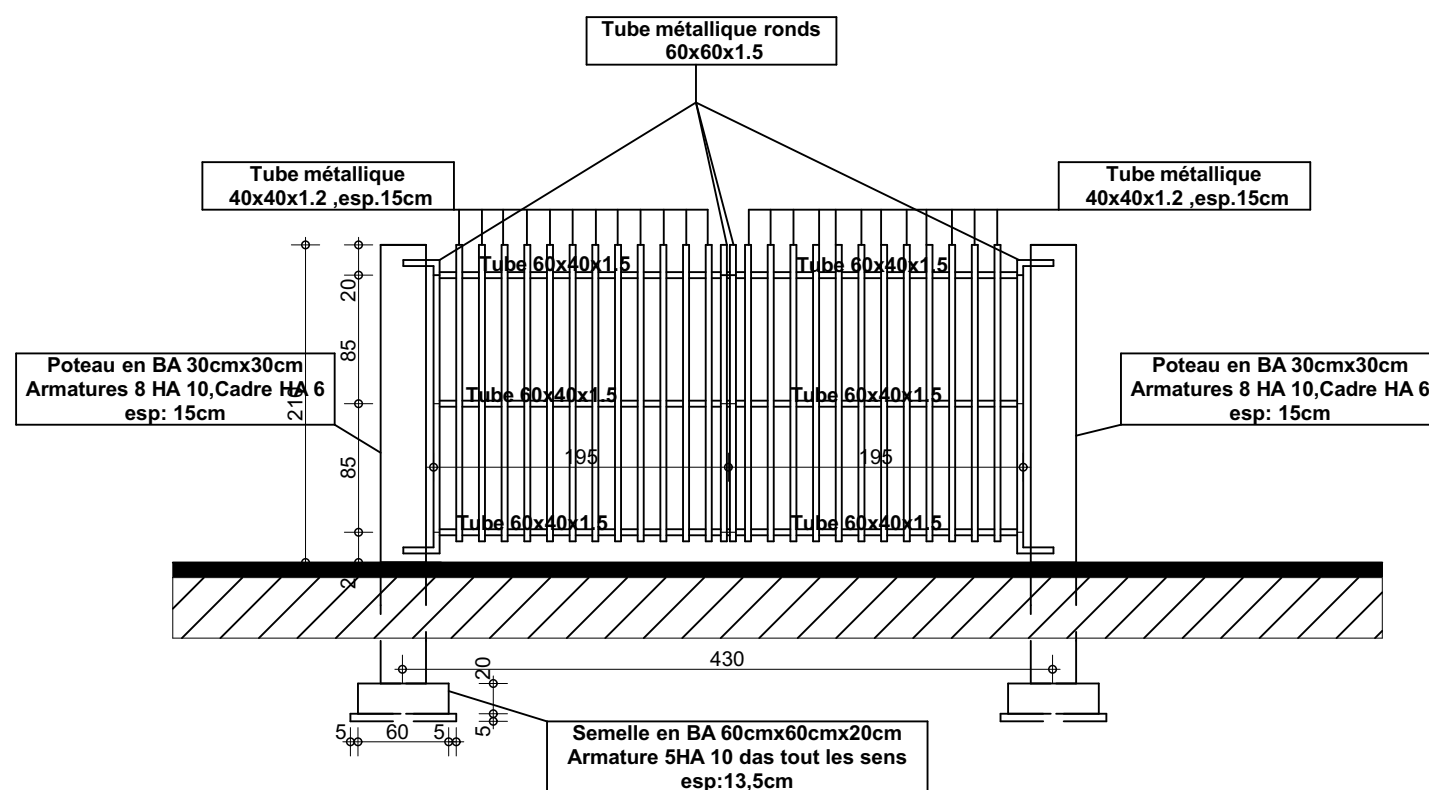 Tube métallique ronds
60x60x1.5
Tube métallique
40x40x1.2 ,esp.15cm
Tube métallique
40x40x1.2 ,esp.15cm
Tube 60x40x1.5
Tube 60x40x1.5
20
85
210
Poteau en BA 30cmx30cm
Armatures 8 HA 10,Cadre HA 6
esp: 15cm
Poteau en BA 30cmx30cm
Armatures 8 HA 10,Cadre HA 6
esp: 15cm
Tube 60x40x1.5
Tube 60x40x1.5
85
195
195
Tube 60x40x1.5
Tube 60x40x1.5
430
20
5
5
60
5
Semelle en BA 60cmx60cmx20cm
Armature 5HA 10 das tout les sens
esp:13,5cm